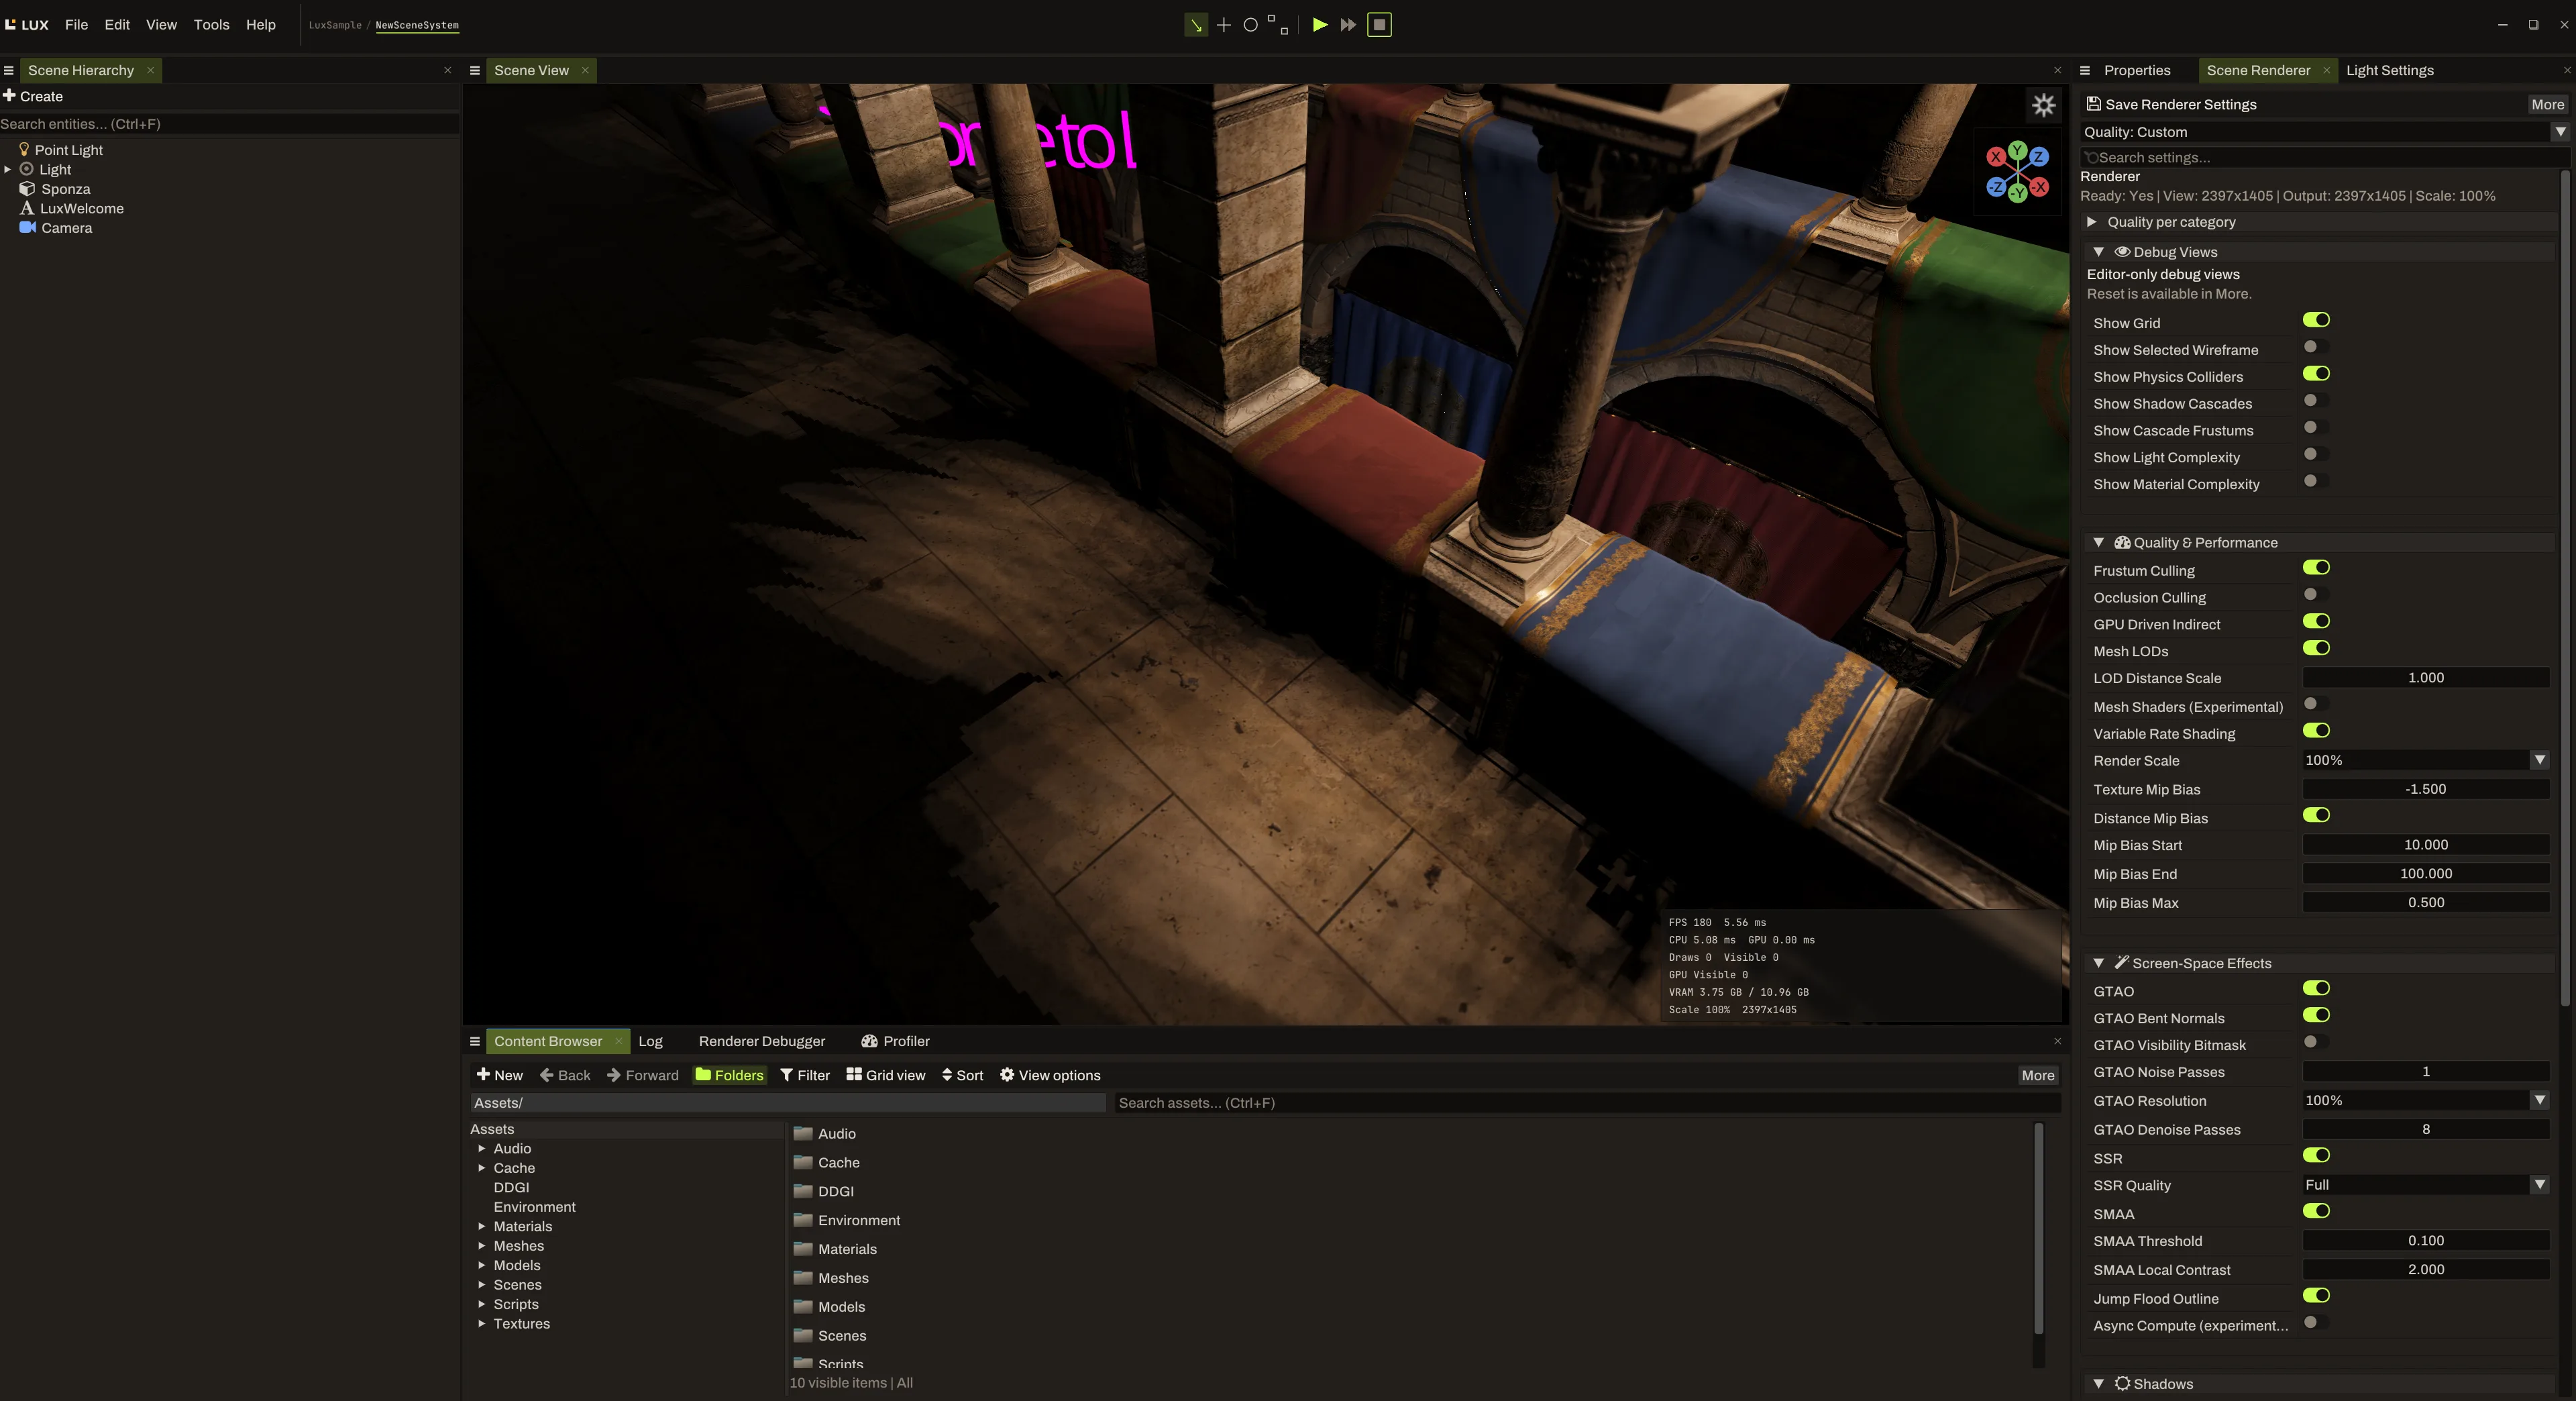 LUX File Edit View Tools Help LuxSample / NewSceneSystem
Scene Hierarchy
Create
Search entities... (Ctrl+F)
Point Light
Light
Sponza
LuxWelcome
Camera
Scene View
X Y Z
-Z -Y -X
FPS 180 5.56 ms
CPU 5.08 ms GPU 0.00 ms
Draws 0 Visible 0
GPU Visible 0
VRAM 3.75 GB / 10.96 GB
Scale 100% 2397x1405
Content Browser Log Renderer Debugger Profiler
New Back Forward Folders Filter Grid view Sort View options More
Assets/ Search assets... (Ctrl+F)
Assets
Audio
Cache
DDGI
Environment
Materials
Meshes
Models
Scenes
Scripts
Textures
Audio
Cache
DDGI
Environment
Materials
Meshes
Models
Scenes
Scripts
10 visible items | All
Properties Scene Renderer Light Settings
Save Renderer Settings More
Quality: Custom
Search settings...
Renderer
Ready: Yes | View: 2397x1405 | Output: 2397x1405 | Scale: 100%
Quality per category
Debug Views
Editor-only debug views
Reset is available in More.
Show Grid
Show Selected Wireframe
Show Physics Colliders
Show Shadow Cascades
Show Cascade Frustums
Show Light Complexity
Show Material Complexity
Quality & Performance
Frustum Culling
Occlusion Culling
GPU Driven Indirect
Mesh LODs
LOD Distance Scale 1.000
Mesh Shaders (Experimental)
Variable Rate Shading
Render Scale 100%
Texture Mip Bias -1.500
Distance Mip Bias
Mip Bias Start 10.000
Mip Bias End 100.000
Mip Bias Max 0.500
Screen-Space Effects
GTAO
GTAO Bent Normals
GTAO Visibility Bitmask
GTAO Noise Passes 1
GTAO Resolution 100%
GTAO Denoise Passes 8
SSR
SSR Quality Full
SMAA
SMAA Threshold 0.100
SMAA Local Contrast 2.000
Jump Flood Outline
Async Compute (experiment...
Shadows